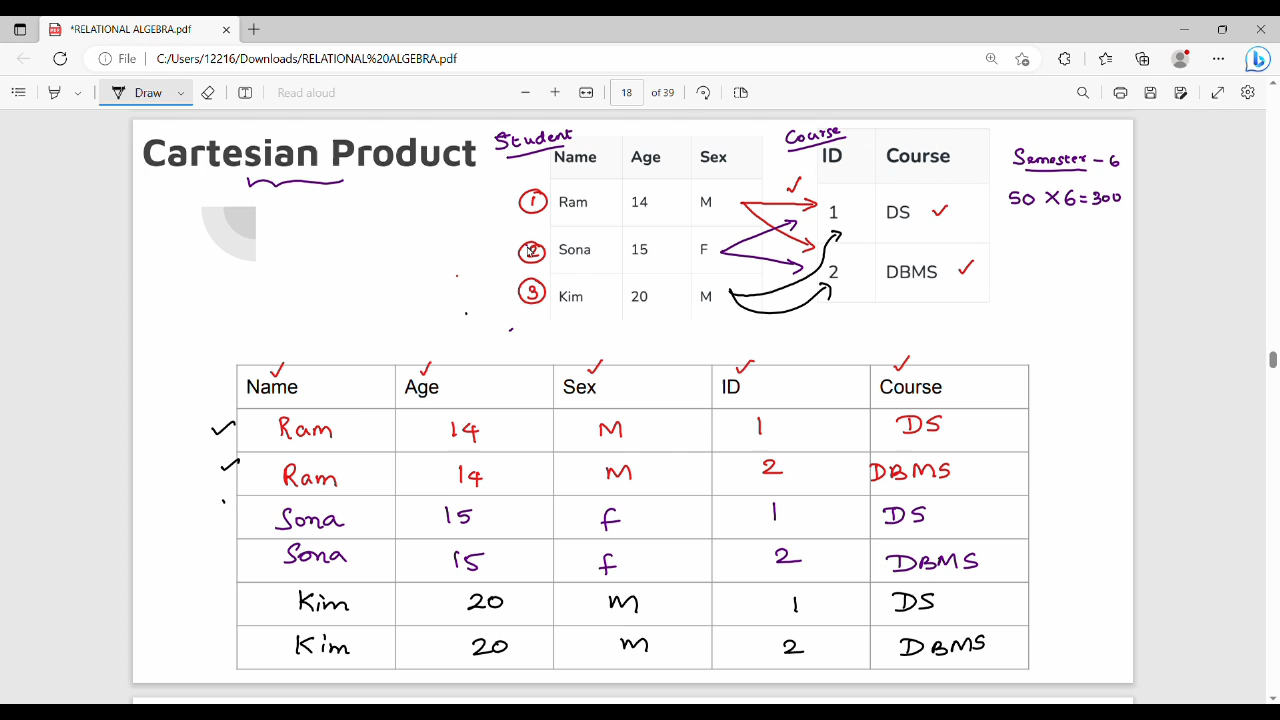 *RELATIONAL ALGEBRA.pdf
File C:/Users/12216/Downloads/RELATIONAL%20ALGEBRA.pdf
Draw Read aloud 18 of 39
Cartesian Product
Student
Name Age Sex
1 Ram 14 M
2 Sona 15 F
3 Kim 20 M
Course
ID Course
1 DS
2 DBMS
Semester - 6
50 X 6 = 300
Name Age Sex ID Course
Ram 14 M 1 DS
Ram 14 M 2 DBMS
Sona 15 f 1 DS
Sona 15 f 2 DBMS
Kim 20 m 1 DS
Kim 20 m 2 DBMS